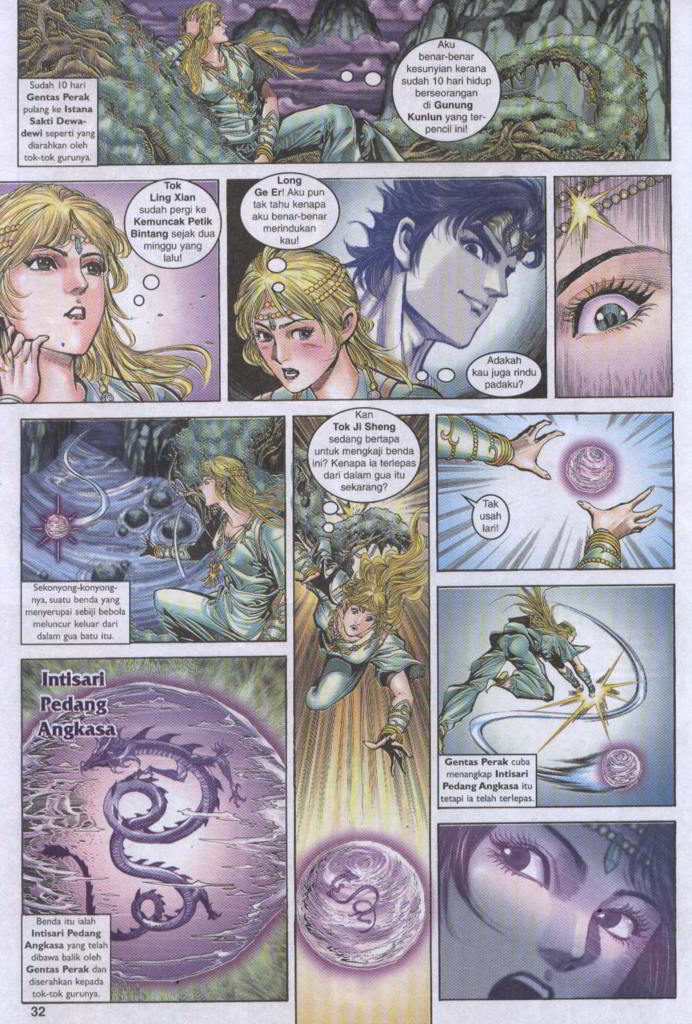 Sudah 10 hari
Gentas Perak
pulang ke Istana
Sakti Dewa-
dewi seperti yang
diarahkan oleh
tok-tok gurunya.
Aku
benar-benar
kesunyian kerana
sudah 10 hari hidup
berseorangan
di Gunung
Kunlun yang ter-
pencil ini!
Tok
Ling Xian
sudah pergi ke
Kemuncak Petik
Bintang sejak dua
minggu yang
lalu!
Long
Ge Er! Aku pun
tak tahu kenapa
aku benar-benar
merindukan
kau!
Adakah
kau juga rindu
padaku?
Sekonyong-konyong-
nya, suatu benda yang
menyerupai sebiji bebola
meluncur keluar dari
dalam gua batu itu.
Kan
Tok Ji Sheng
sedang bertapa
untuk mengkaji benda
ini? Kenapa ia terlepas
dari dalam gua itu
sekarang?
Tak
usah
lari!
Gentas Perak cuba
menangkap Intisari
Pedang Angkasa itu
tetapi ia telah terlepas.
Intisari
Pedang
Angkasa
Benda itu ialah
Intisari Pedang
Angkasa yang telah
dibawa balik oleh
Gentas Perak dan
diserahkan kepada
tok-tok gurunya.
32